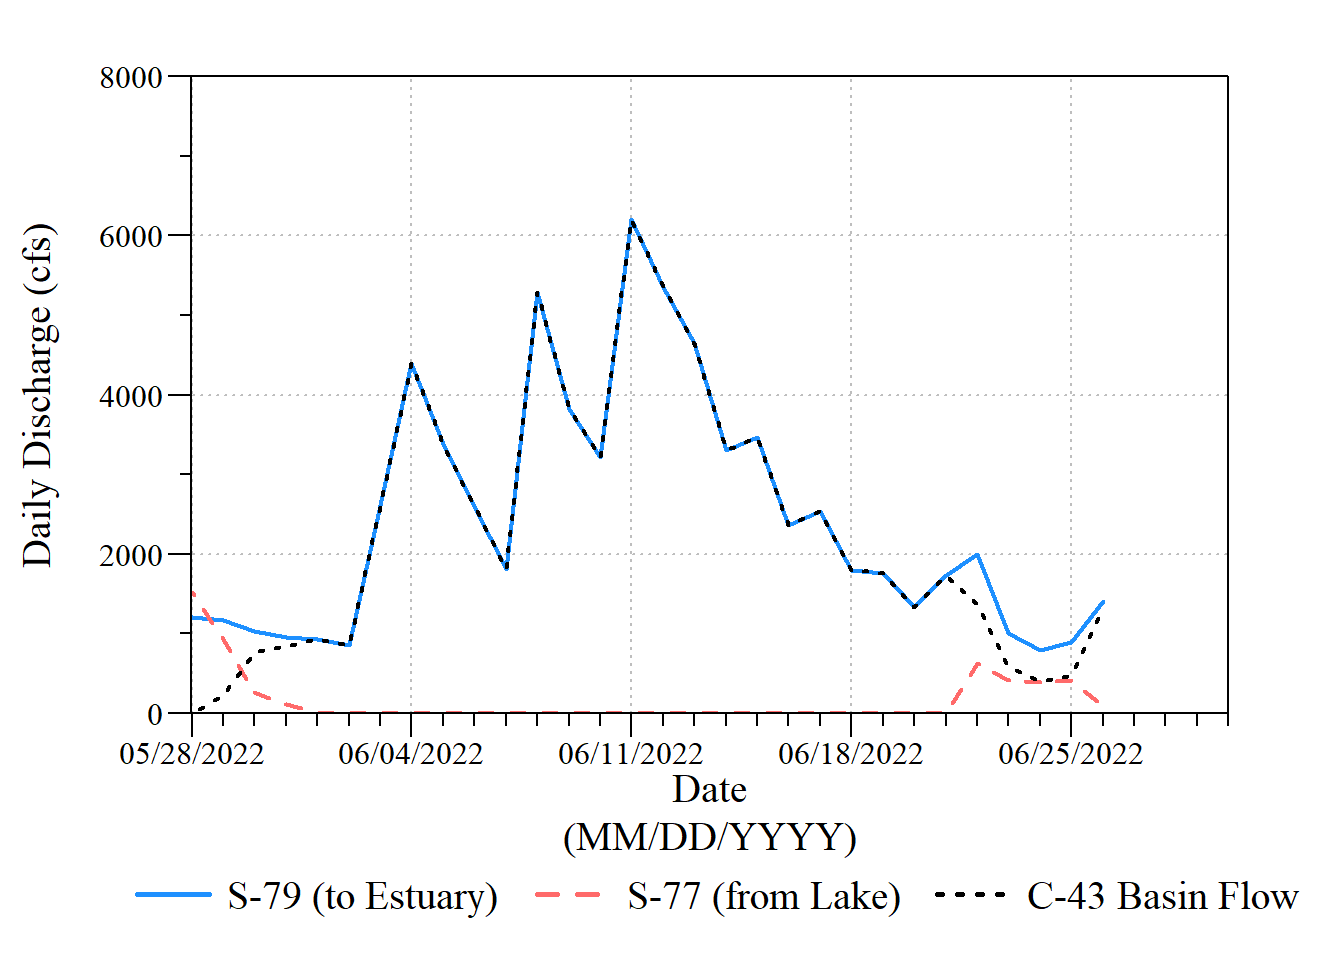 8000
6000
4000
2000
0
Daily Discharge (cfs)
05/28/2022 06/04/2022 06/11/2022 06/18/2022 06/25/2022
Date
(MM/DD/YYYY)
S-79 (to Estuary) S-77 (from Lake) C-43 Basin Flow